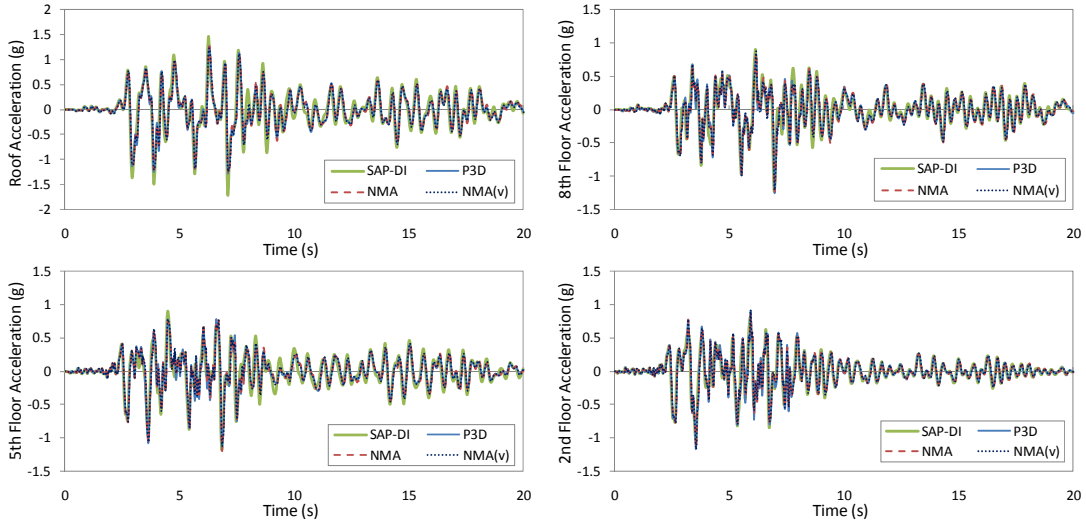 Roof Acceleration (g)
2
1.5
1
0.5
0
-0.5
-1
-1.5
-2
SAP-DI P3D
NMA NMA(v)
0 5 10 15 20
Time (s)
8th Floor Acceleration (g)
1.5
1
0.5
0
-0.5
-1
-1.5
SAP-DI P3D
NMA NMA(v)
0 5 10 15 20
Time (s)
5th Floor Acceleration (g)
1.5
1
0.5
0
-0.5
-1
-1.5
SAP-DI P3D
NMA NMA(v)
0 5 10 15 20
Time (s)
2nd Floor Acceleration (g)
1.5
1
0.5
0
-0.5
-1
-1.5
SAP-DI P3D
NMA NMA(v)
0 5 10 15 20
Time (s)